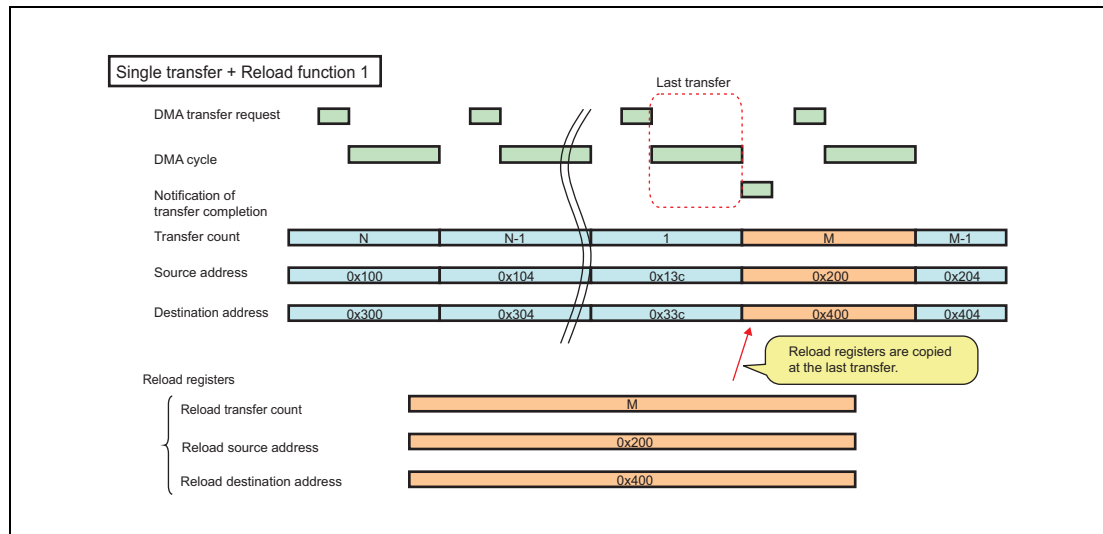 Single transfer + Reload function 1
Last transfer
DMA transfer request
DMA cycle
Notification of
transfer completion
Transfer count
N
N-1
1
M
M-1
Source address
0x100
0x104
0x13c
0x200
0x204
Destination address
0x300
0x304
0x33c
0x400
0x404
Reload registers are copied
at the last transfer.
Reload registers
Reload transfer count
M
Reload source address
0x200
Reload destination address
0x400